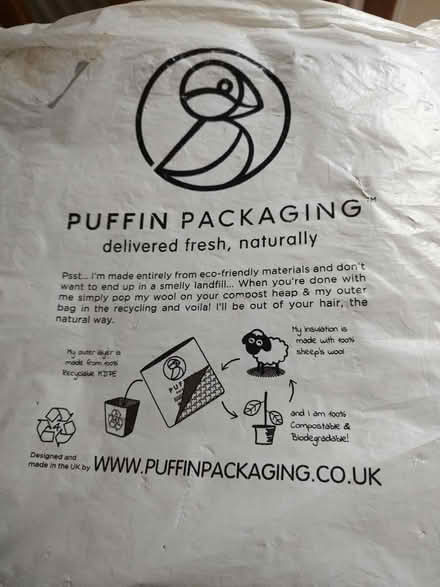 PUFFIN PACKAGING™
delivered fresh, naturally
Psst... I'm made entirely from eco-friendly materials and don't
want to end up in a smelly landfill... When you're done with
me simply pop my wool on your compost heap & my outer
bag in the recycling and voila! I'll be out of your hair, the
natural way.
My insulation is
made with 100%
sheep's wool
My outer layer is
made from 100%
Recyclable HDPE
PUF
and I am 100%
Compostable &
Biodegradable!
Designed and
made in the UK by WWW.PUFFINPACKAGING.CO.UK